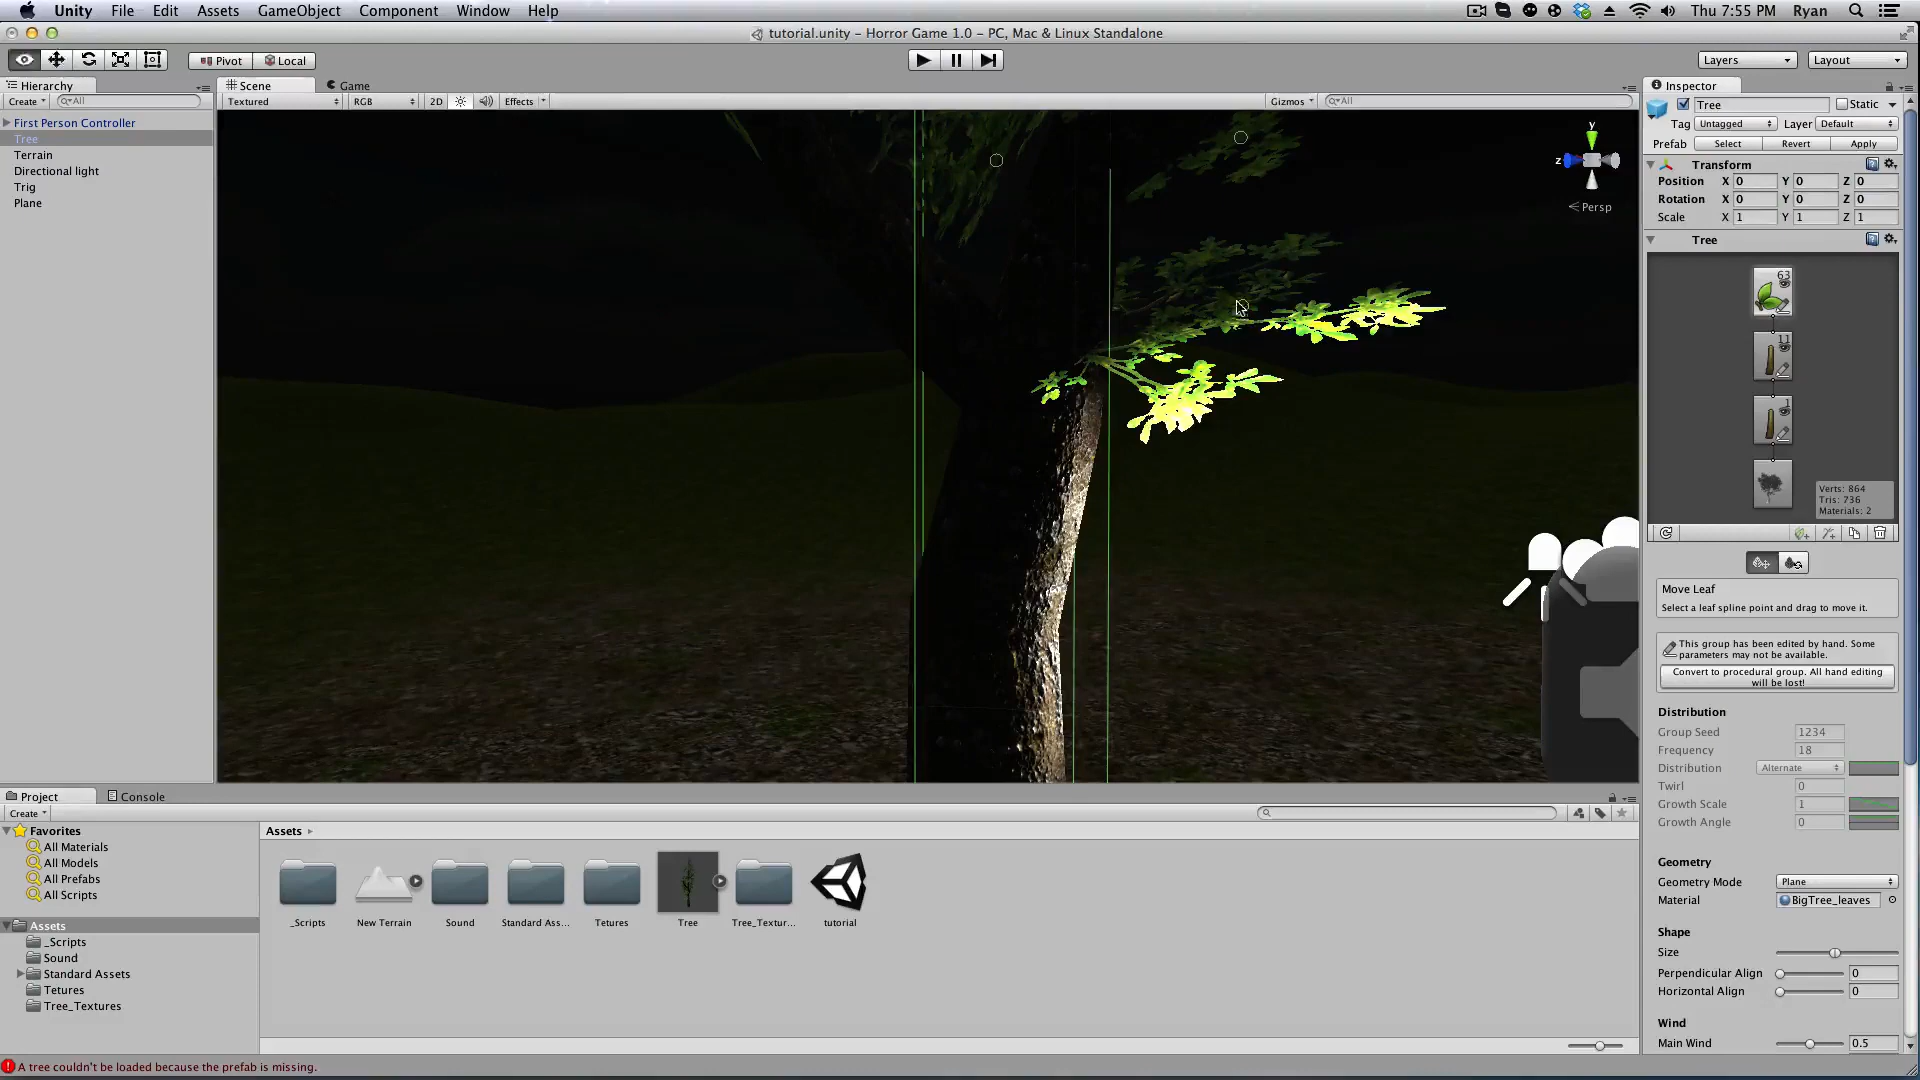 Unity File Edit Assets GameObject Component Window Help Thu 7:55 PM Ryan
tutorial.unity – Horror Game 1.0 – PC, Mac & Linux Standalone
Pivot Local Layers Layout
Hierarchy
Create All
First Person Controller
Tree
Terrain
Directional light
Trig
Plane
Scene Game
Textured RGB 2D Effects Gizmos All
y
z
Persp
Inspector
Tree Static
Tag Untagged Layer Default
Prefab Select Revert Apply
Transform
Position X 0 Y 0 Z 0
Rotation X 0 Y 0 Z 0
Scale X 1 Y 1 Z 1
Tree
63
11
1
Verts: 864
Tris: 736
Materials: 2
Move Leaf
Select a leaf spline point and drag to move it.
This group has been edited by hand. Some
parameters may not be available.
Convert to procedural group. All hand editing
will be lost!
Distribution
Group Seed 1234
Frequency 18
Distribution Alternate
Twirl 0
Growth Scale 1
Growth Angle 0
Geometry
Geometry Mode Plane
Material BigTree_leaves
Shape
Size
Perpendicular Align 0
Horizontal Align 0
Wind
Main Wind 0.5
Project Console
Create
Favorites
All Materials
All Models
All Prefabs
All Scripts
Assets
_Scripts
Sound
Standard Assets
Tetures
Tree_Textures
Assets
_Scripts New Terrain Sound Standard Ass... Tetures Tree Tree_Textur... tutorial
A tree couldn't be loaded because the prefab is missing.